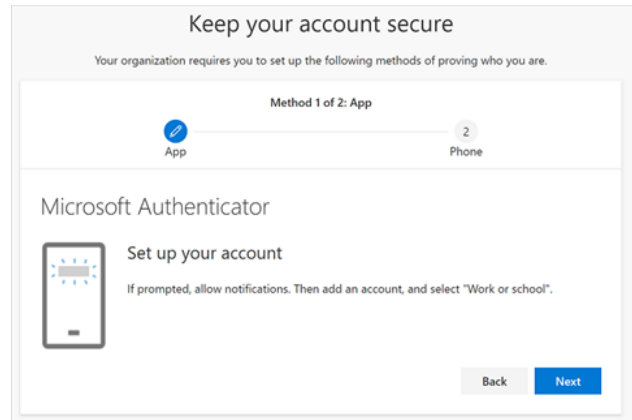 Keep your account secure
Your organization requires you to set up the following methods of proving who you are.
Method 1 of 2: App
2
App
Phone
Microsoft Authenticator
Set up your account
If prompted, allow notifications. Then add an account, and select "Work or school".
Back
Next